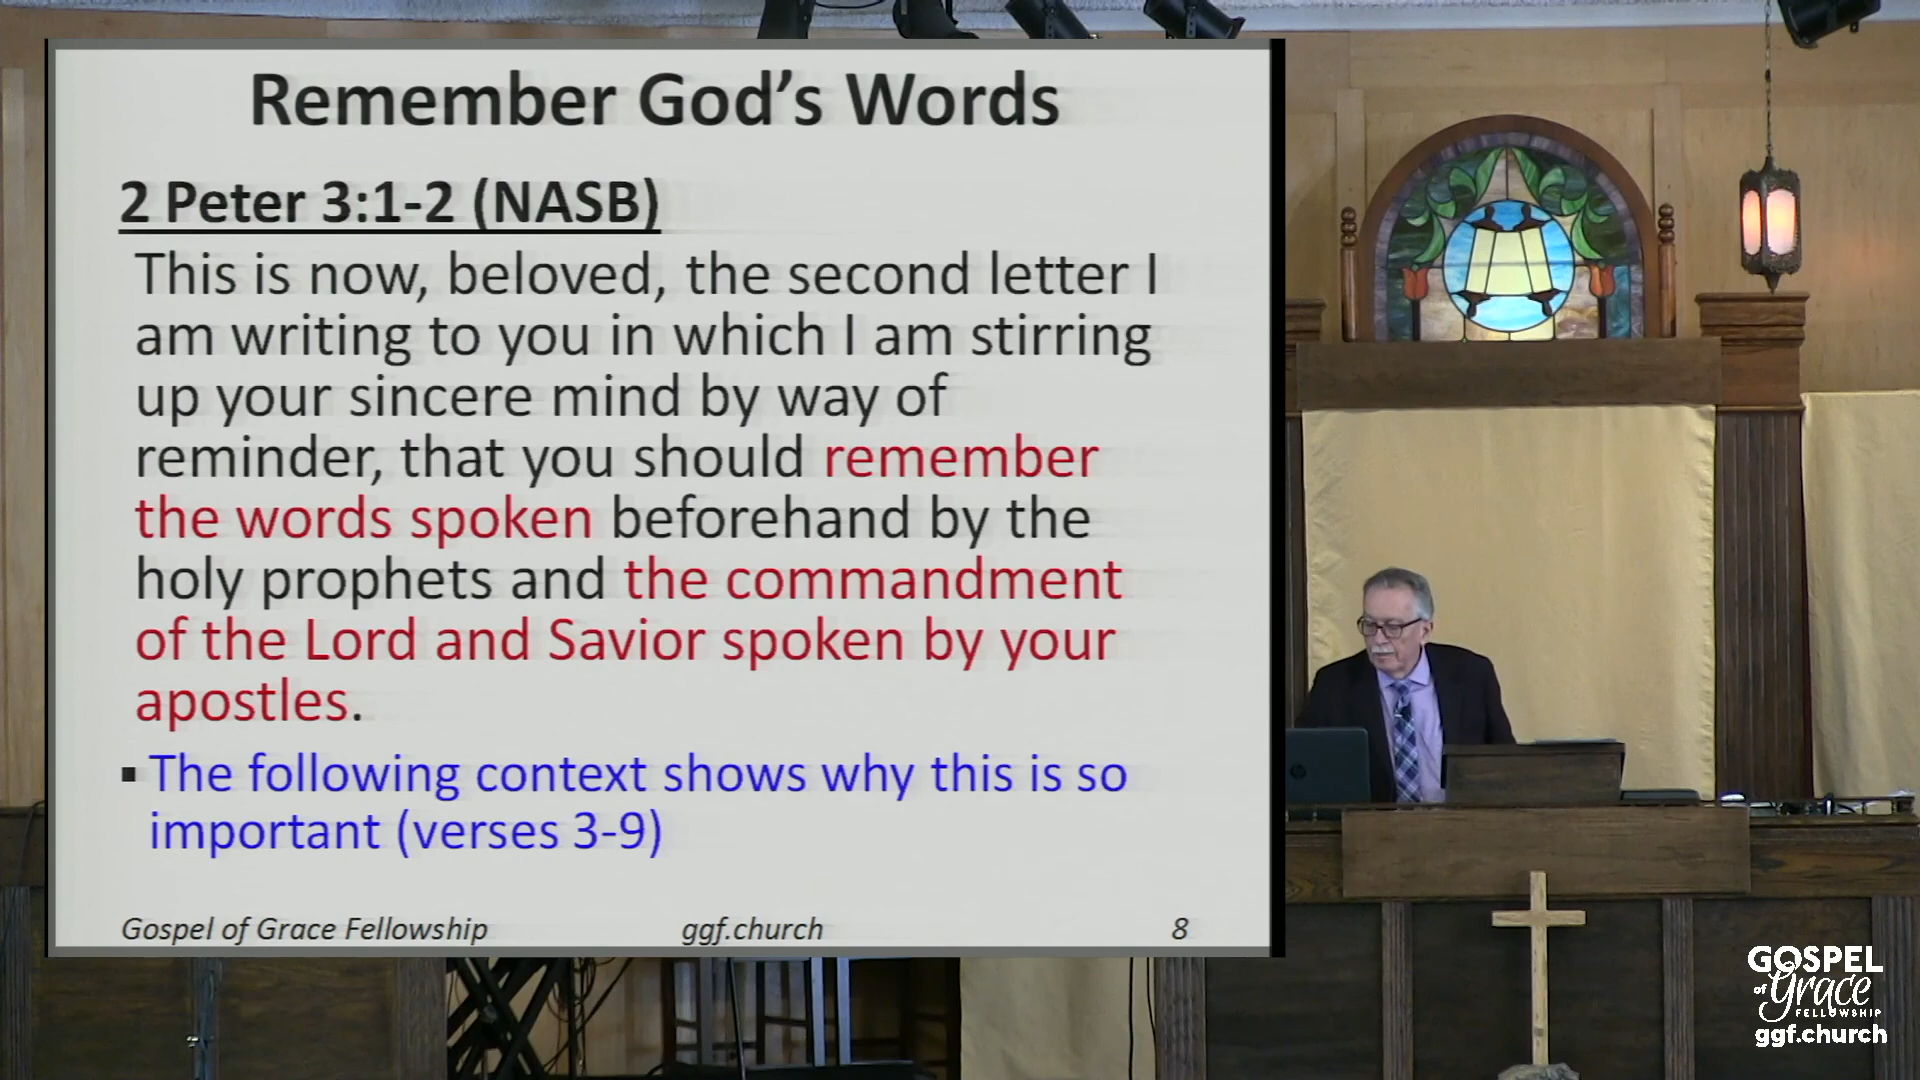 Remember God's Words
2 Peter 3:1-2 (NASB)
This is now, beloved, the second letter I
am writing to you in which I am stirring
up your sincere mind by way of
reminder, that you should remember
the words spoken beforehand by the
holy prophets and the commandment
of the Lord and Savior spoken by your
apostles.
▪ The following context shows why this is so
important (verses 3-9)
Gospel of Grace Fellowship ggf.church 8
GOSPEL
of Grace
FELLOWSHIP
ggf.church